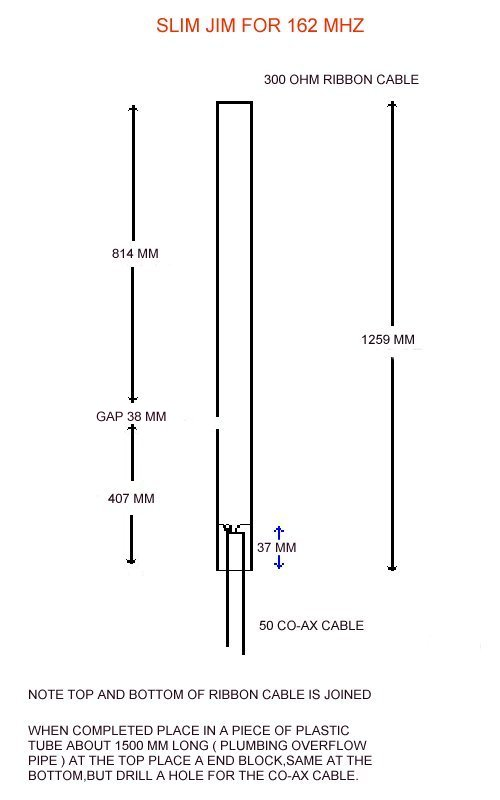 SLIM JIM FOR 162 MHZ
300 OHM RIBBON CABLE
814 MM
1259 MM
GAP 38 MM
407 MM
37 MM
50 CO-AX CABLE
NOTE TOP AND BOTTOM OF RIBBON CABLE IS JOINED
WHEN COMPLETED PLACE IN A PIECE OF PLASTIC
TUBE ABOUT 1500 MM LONG ( PLUMBING OVERFLOW
PIPE ) AT THE TOP PLACE A END BLOCK,SAME AT THE
BOTTOM,BUT DRILL A HOLE FOR THE CO-AX CABLE.